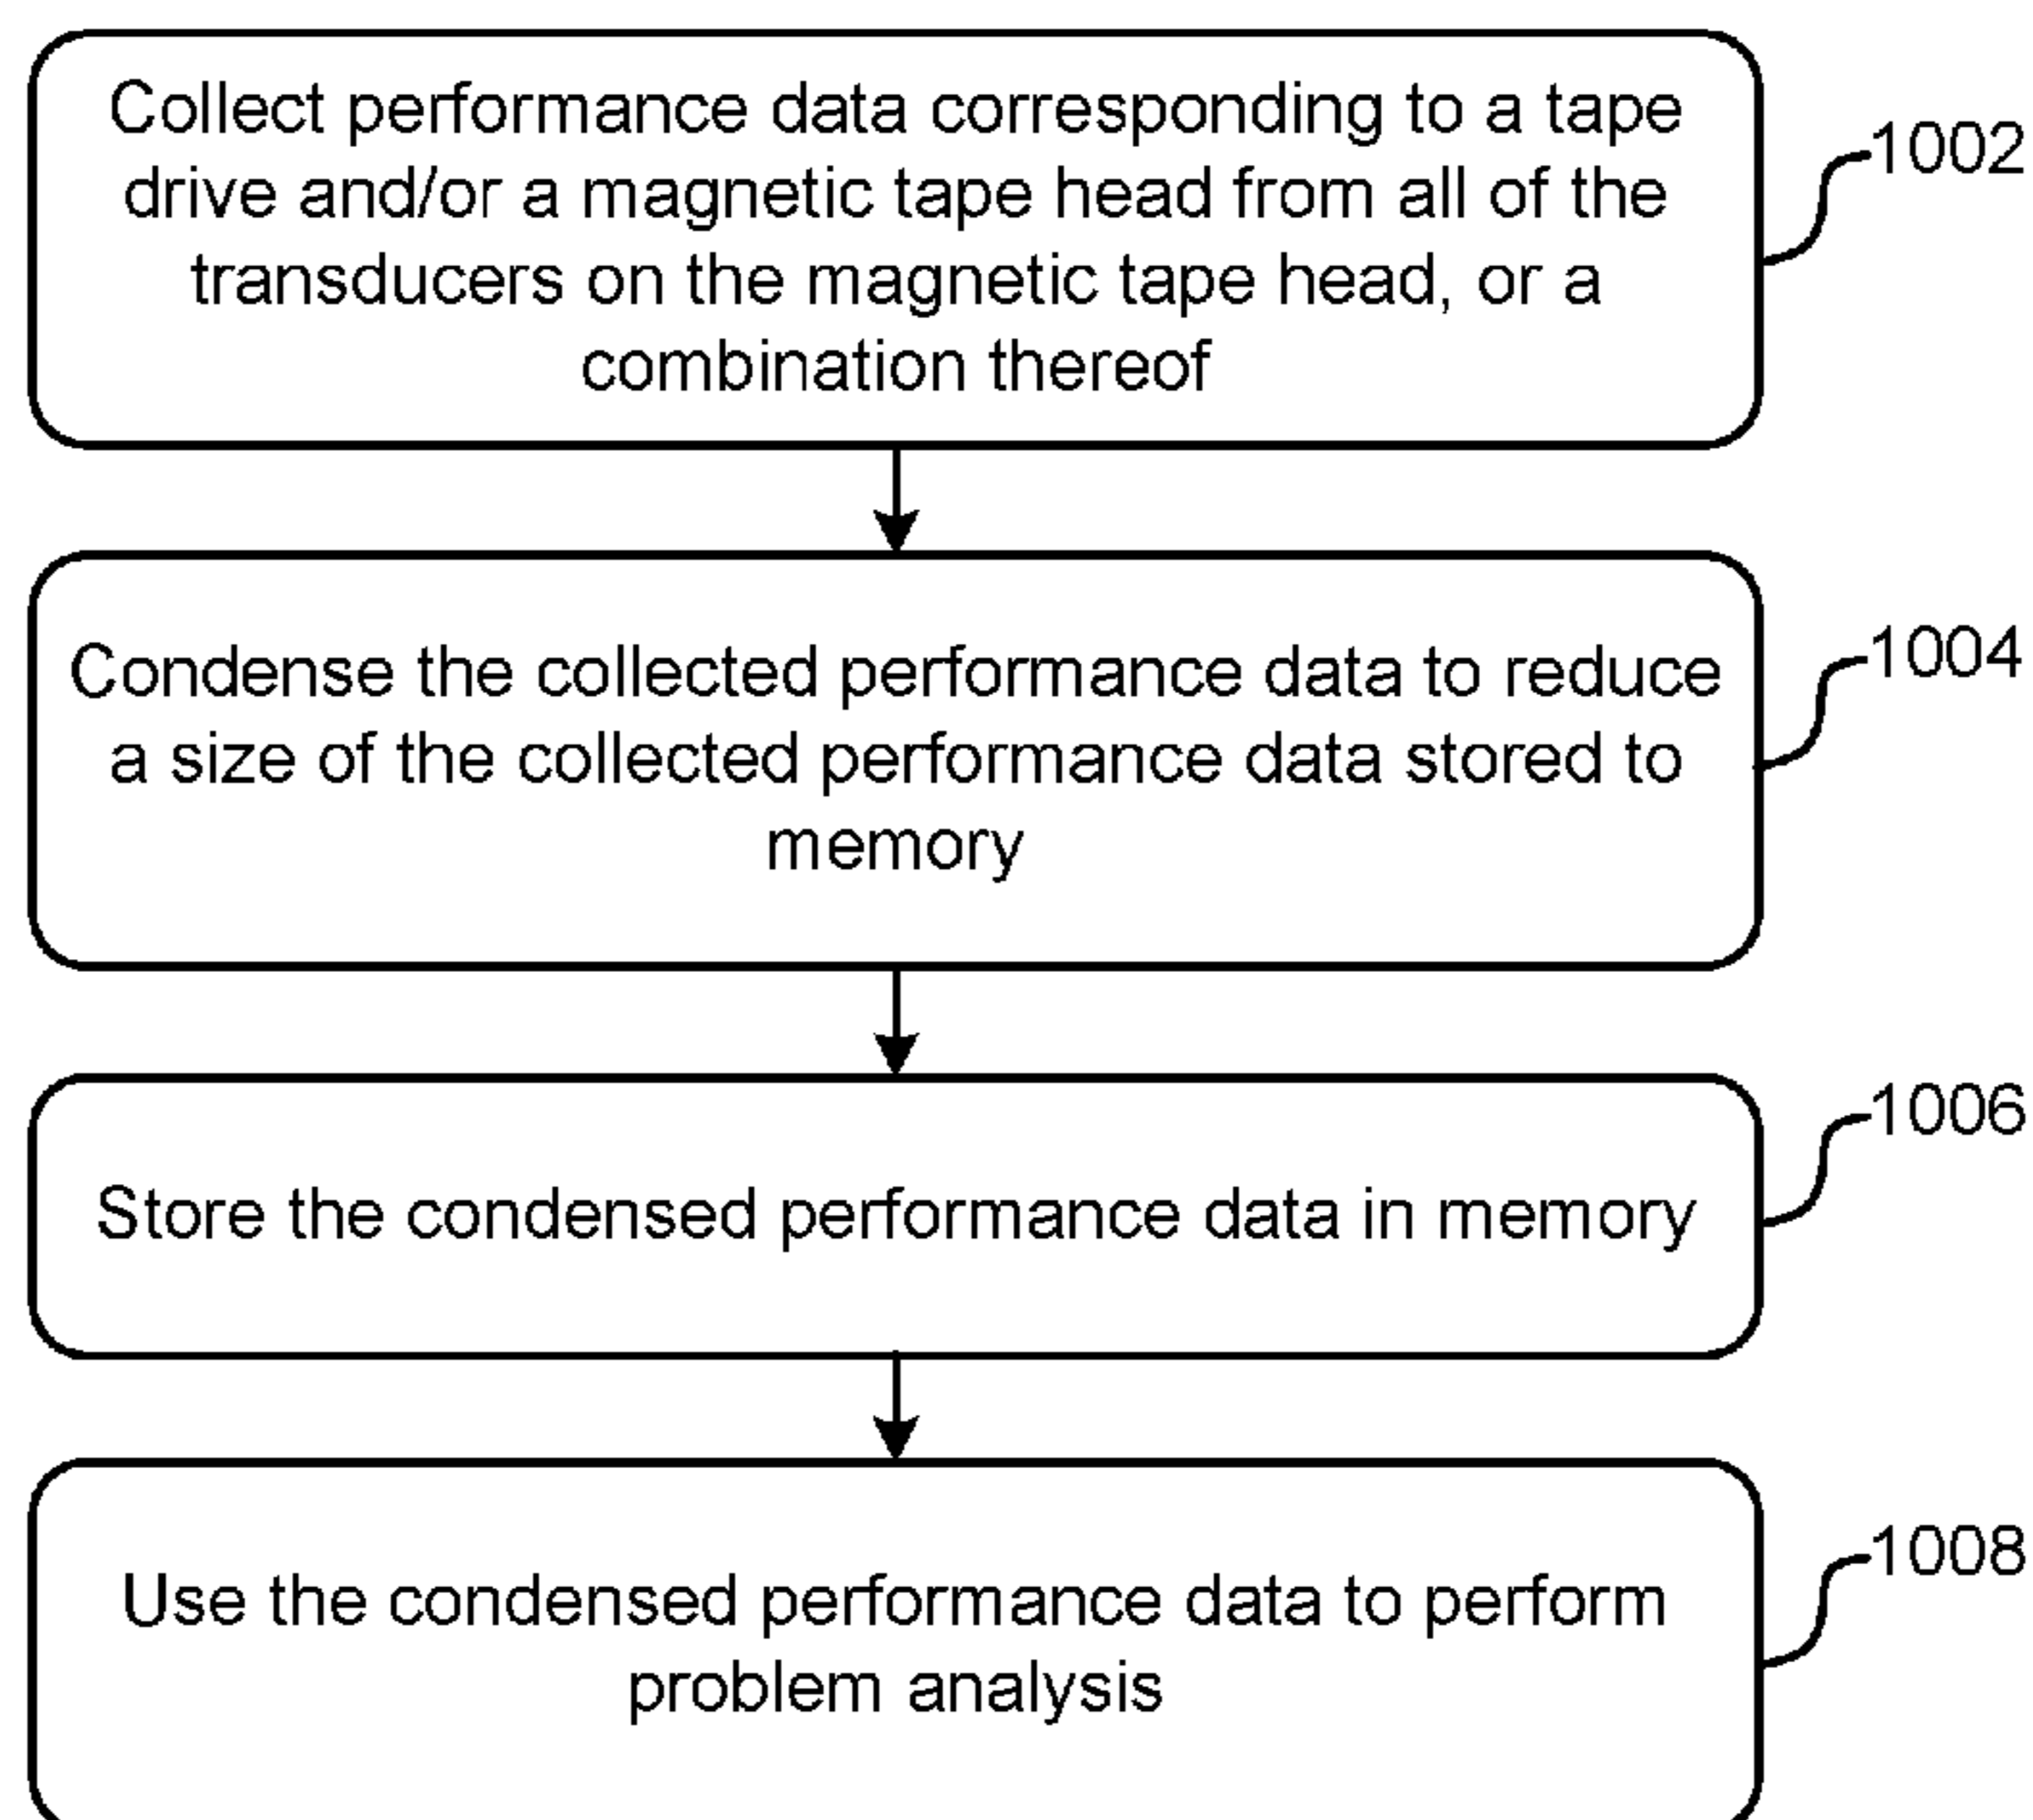 Collect performance data corresponding to a tape
drive and/or a magnetic tape head from all of the
transducers on the magnetic tape head, or a
combination thereof
1002
Condense the collected performance data to reduce
a size of the collected performance data stored to
memory
1004
Store the condensed performance data in memory
1006
Use the condensed performance data to perform
problem analysis
1008